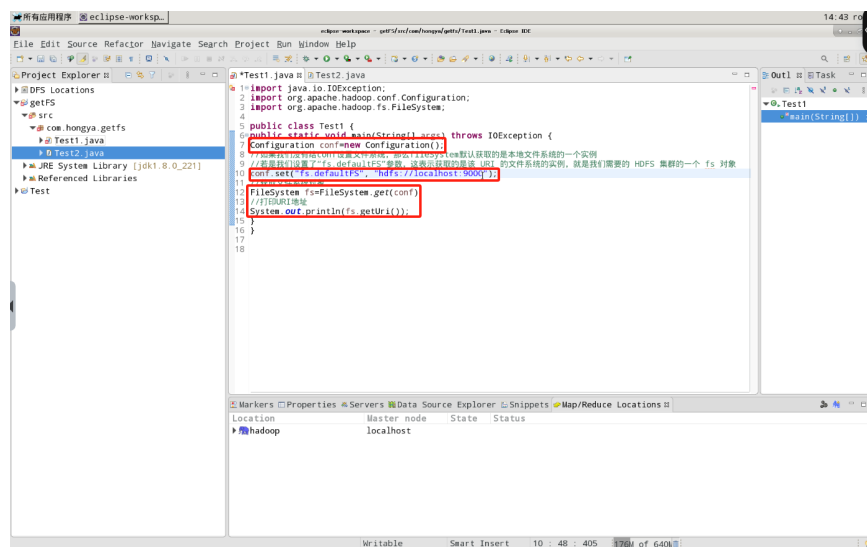 所有应用程序 eclipse-worksp... 14:43
eclipse-workspace - getFS/src/com/hongya/getfs/Test1.java - Eclipse IDE
File Edit Source Refactor Navigate Search Project Run Window Help
Project Explorer *Test1.java Test2.java Outl Task
DFS Locations
getFS
src
com.hongya.getfs
Test1.java
Test2.java
JRE System Library [jdk1.8.0_221]
Referenced Libraries
Test
1 import java.io.IOException;
2 import org.apache.hadoop.conf.Configuration;
3 import org.apache.hadoop.fs.FileSystem;
4
5 public class Test1 {
6 public static void main(String[] args) throws IOException {
7 Configuration conf=new Configuration();
8 //如果我们没有给conf设置文件系统，那么FileSystem默认获取的是本地文件系统的一个实例
9 //若是我们设置了"fs.defaultFS"参数，这表示获取的是该 URI 的文件系统的实例，就是我们需要的 HDFS 集群的一个 fs 对象
10 conf.set("fs.defaultFS", "hdfs://localhost:9000");
11
12 FileSystem fs=FileSystem.get(conf)
13 //打印URI地址
14 System.out.println(fs.getUri());
15 }
16 }
17
18
Test1
main(String[])
Markers Properties Servers Data Source Explorer Snippets Map/Reduce Locations
Location Master node State Status
hadoop localhost
Writable Smart Insert 10 : 48 : 405 176M of 640M